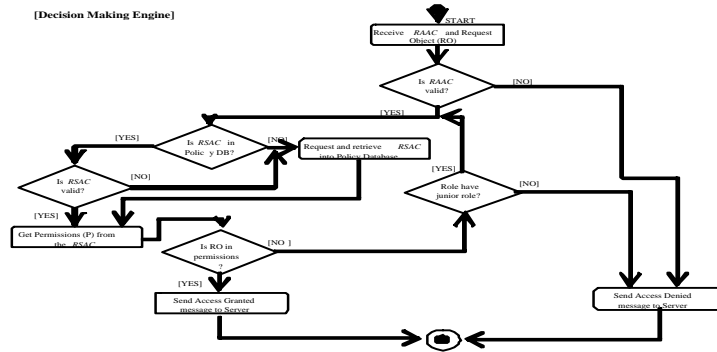 [Decision Making Engine]
START
Receive RAAC and Request
Object (RO)
Is RAAC
valid?
[NO]
[YES]
[YES]
Is RSAC in
Polic y DB?
[NO]
Request and retrieve RSAC
into Policy Database
Is RSAC
valid?
[NO]
[YES]
Role have
junior role?
[NO]
[YES]
Get Permissions (P) from
the RSAC
Is RO in
permissions
?
[NO ]
[YES]
Send Access Granted
message to Server
Send Access Denied
message to Server